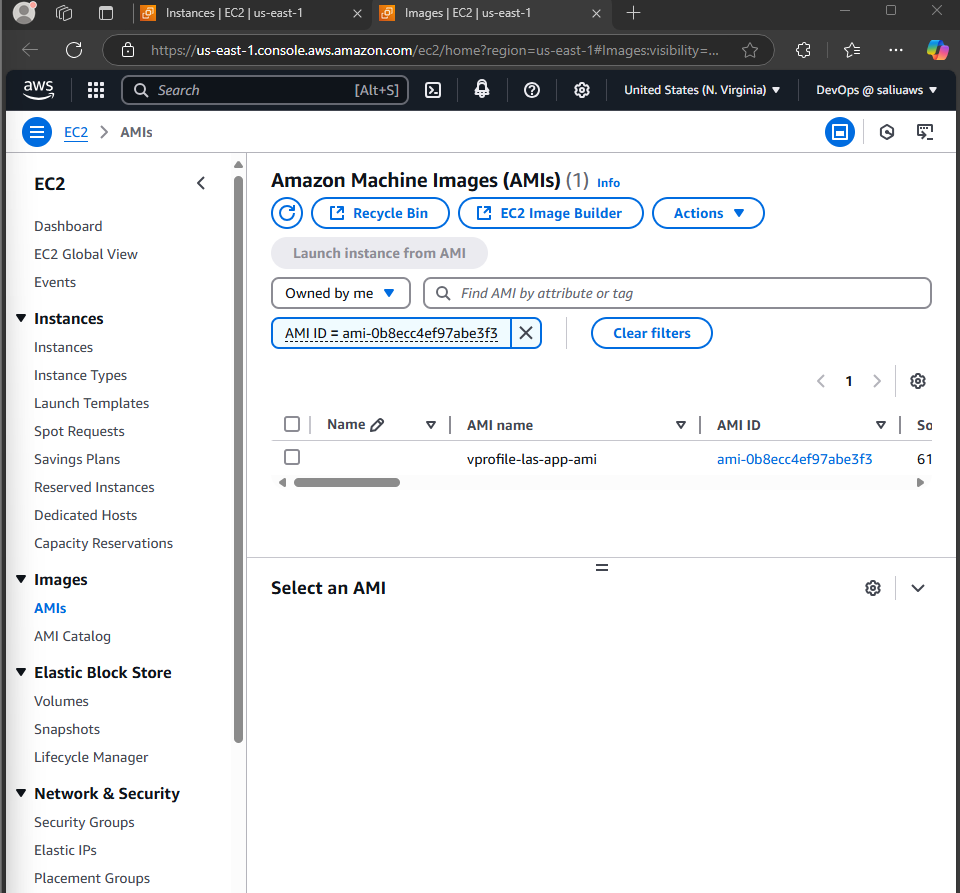 Instances | EC2 | us-east-1
Images | EC2 | us-east-1
https://us-east-1.console.aws.amazon.com/ec2/home?region=us-east-1#Images:visibility=...
aws
Search
[Alt+S]
United States (N. Virginia)
DevOps @ saliuaws
EC2
AMIs
EC2
Dashboard
EC2 Global View
Events
Instances
Instances
Instance Types
Launch Templates
Spot Requests
Savings Plans
Reserved Instances
Dedicated Hosts
Capacity Reservations
Images
AMIs
AMI Catalog
Elastic Block Store
Volumes
Snapshots
Lifecycle Manager
Network & Security
Security Groups
Elastic IPs
Placement Groups
Amazon Machine Images (AMIs) (1) Info
Recycle Bin
EC2 Image Builder
Actions
Launch instance from AMI
Owned by me
Find AMI by attribute or tag
AMI ID = ami-0b8ecc4ef97abe3f3
Clear filters
1
Name
AMI name
AMI ID
So
vprofile-las-app-ami
ami-0b8ecc4ef97abe3f3
61
Select an AMI